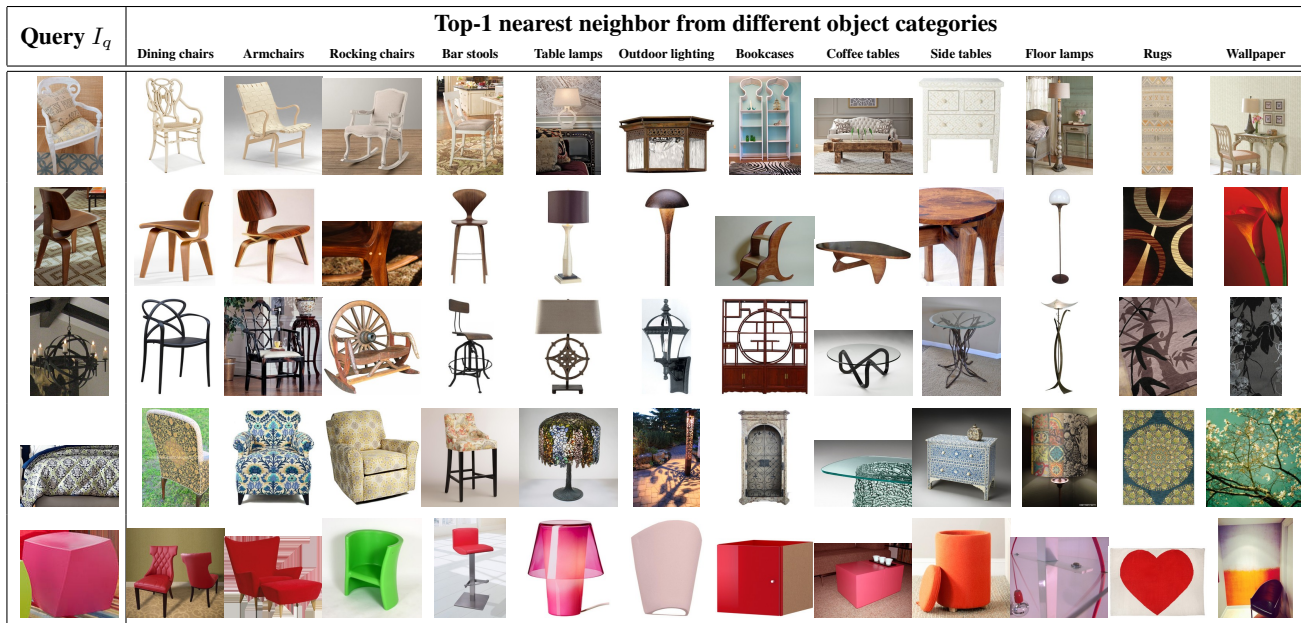 Query I_q
Top-1 nearest neighbor from different object categories
Dining chairs Armchairs Rocking chairs Bar stools Table lamps Outdoor lighting Bookcases Coffee tables Side tables Floor lamps Rugs Wallpaper